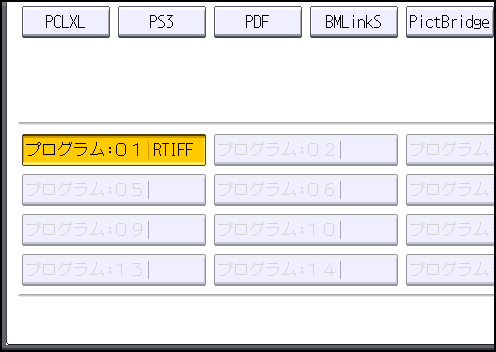 PCLXL PS3 PDF BMLinkS PictBridge
プログラム:０１|RTIFF プログラム:０２| プログラム
プログラム:０５| プログラム:０６| プログラム
プログラム:０９| プログラム:１０| プログラム
プログラム:１３| プログラム:１４| プログラム